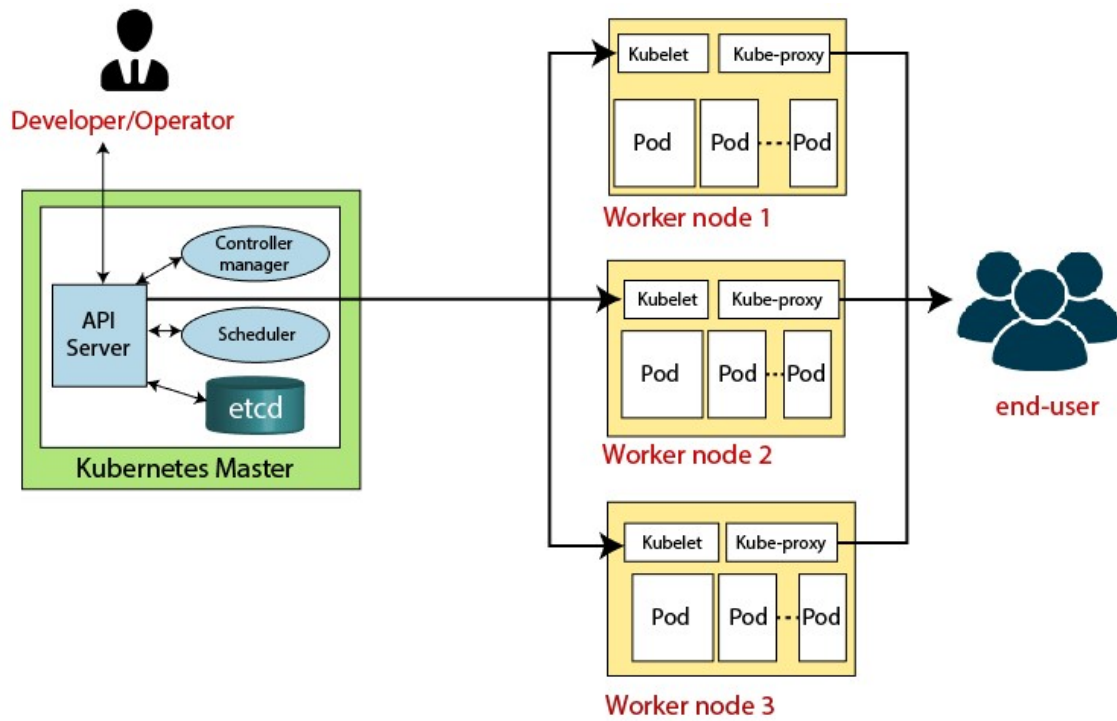 Developer/Operator
Controller
manager
API
Server
Scheduler
etcd
Kubernetes Master
Kubelet
Kube-proxy
Pod
Pod
Pod
Worker node 1
Kubelet
Kube-proxy
Pod
Pod
Pod
Worker node 2
Kubelet
Kube-proxy
Pod
Pod
Pod
Worker node 3
end-user